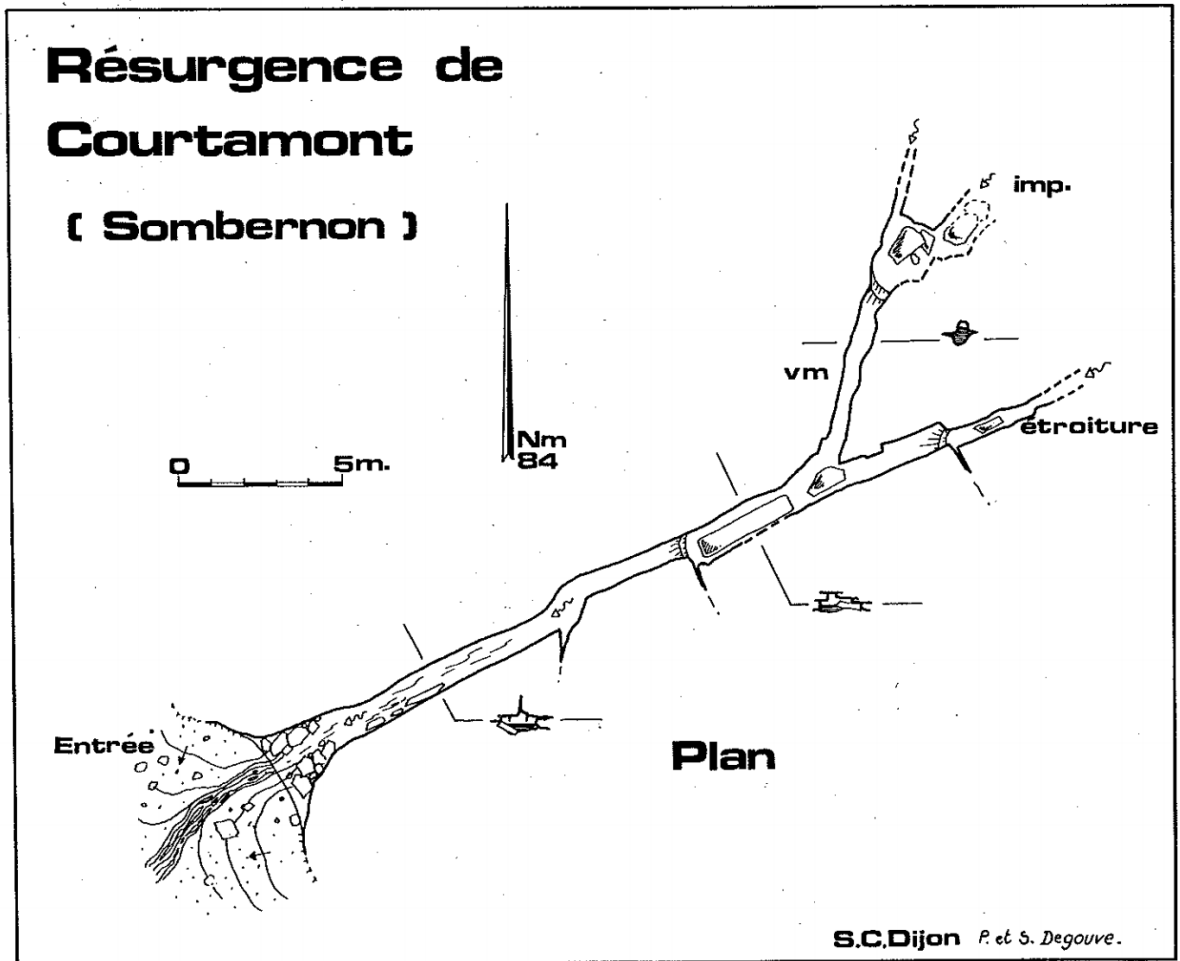 Résurgence de
Courtamont
( Sombernon )
imp.
vm
étroiture
Nm
84
0 5m.
Entrée
Plan
S.C.Dijon P. et S. Degouve.